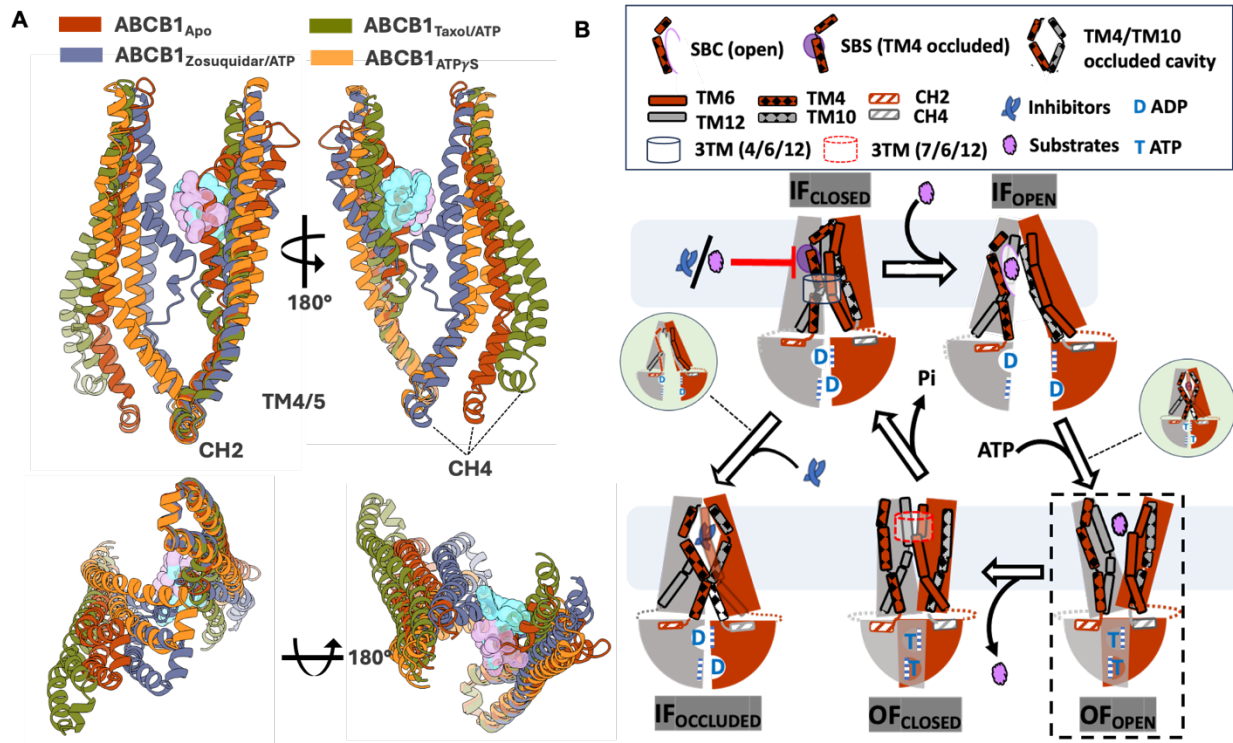 A
ABCB1Apo
ABCB1Taxol/ATP
ABCB1Zosuquidar/ATP
ABCB1ATPγS
180°
TM4/5
CH2
CH4
180°
B
SBC (open)
SBS (TM4 occluded)
TM4/TM10
occluded cavity
TM6
TM4
CH2
Inhibitors
D ADP
TM12
TM10
CH4
3TM (4/6/12)
3TM (7/6/12)
Substrates
T ATP
IFCLOSED
IFOPEN
D
D
D
D
D
Pi
T T
ATP
D
D
T
T
T
T
IFOCCLUDED
OFCLOSED
OFOPEN